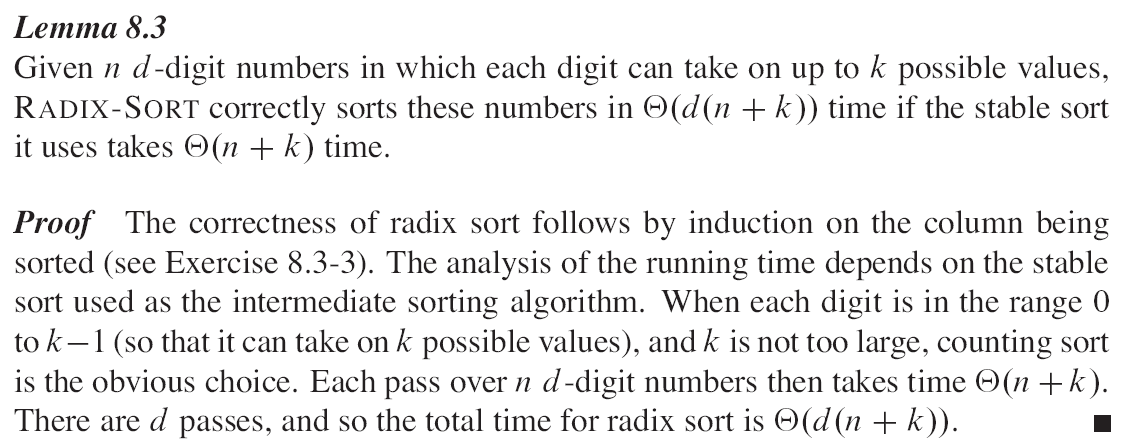 Lemma 8.3
Given n d-digit numbers in which each digit can take on up to k possible values,
RADIX-SORT correctly sorts these numbers in Θ(d(n + k)) time if the stable sort
it uses takes Θ(n + k) time.
Proof The correctness of radix sort follows by induction on the column being
sorted (see Exercise 8.3-3). The analysis of the running time depends on the stable
sort used as the intermediate sorting algorithm. When each digit is in the range 0
to k−1 (so that it can take on k possible values), and k is not too large, counting sort
is the obvious choice. Each pass over n d-digit numbers then takes time Θ(n + k).
There are d passes, and so the total time for radix sort is Θ(d(n + k)). ■